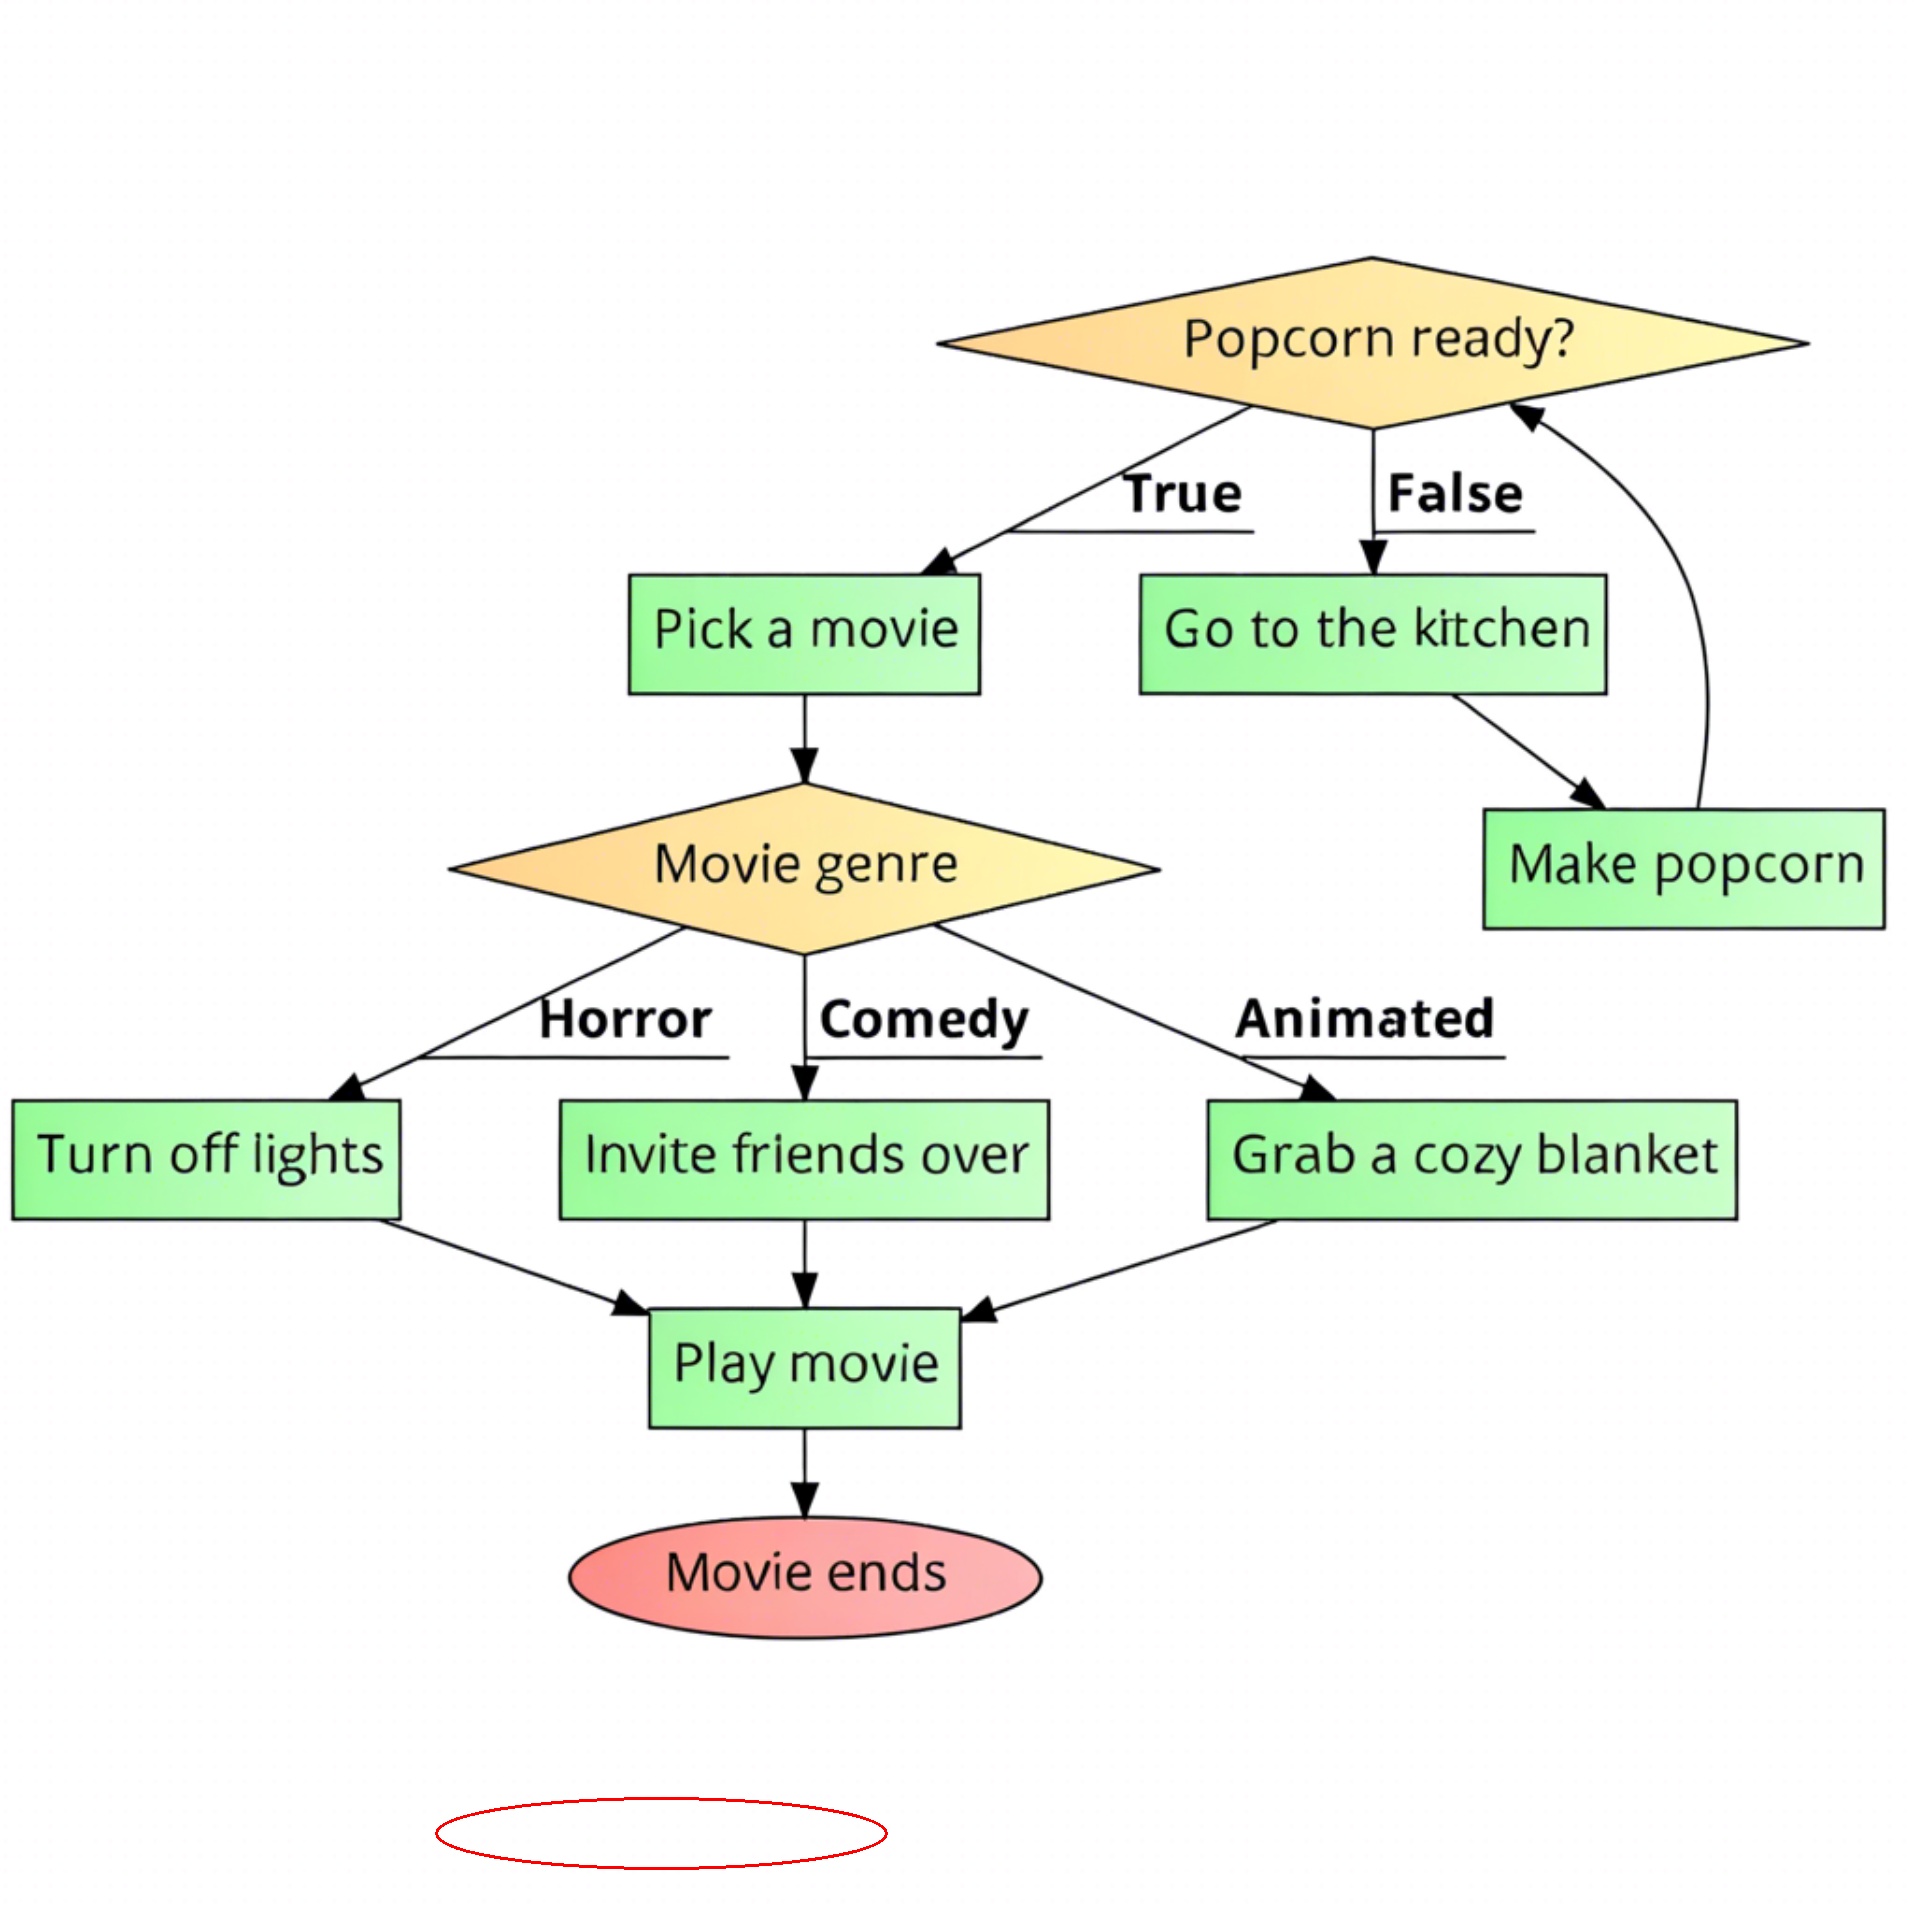 Popcorn ready?
True
False
Pick a movie
Go to the kitchen
Movie genre
Make popcorn
Horror
Comedy
Animated
Turn off lights
Invite friends over
Grab a cozy blanket
Play movie
Movie ends